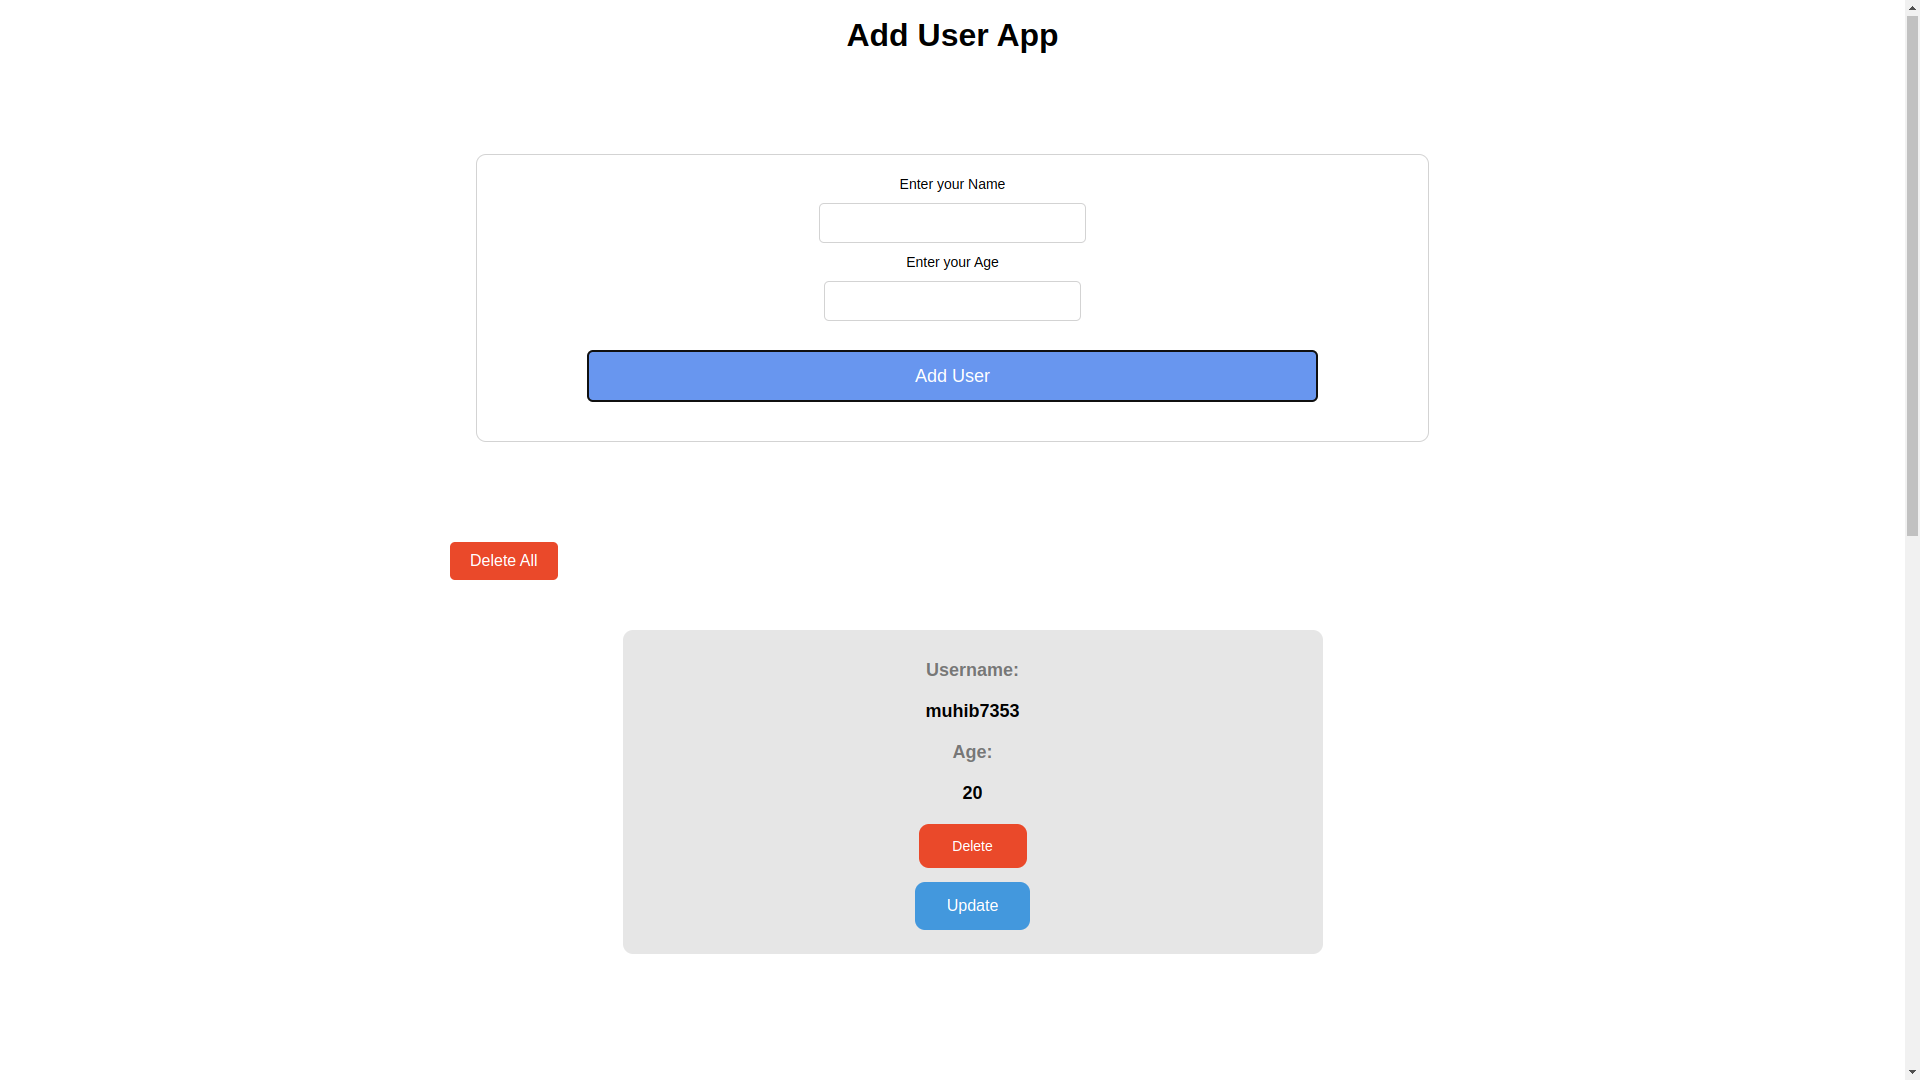 Add User App
Enter your Name
Enter your Age
Add User
Delete All
Username:
muhib7353
Age:
20
Delete
Update